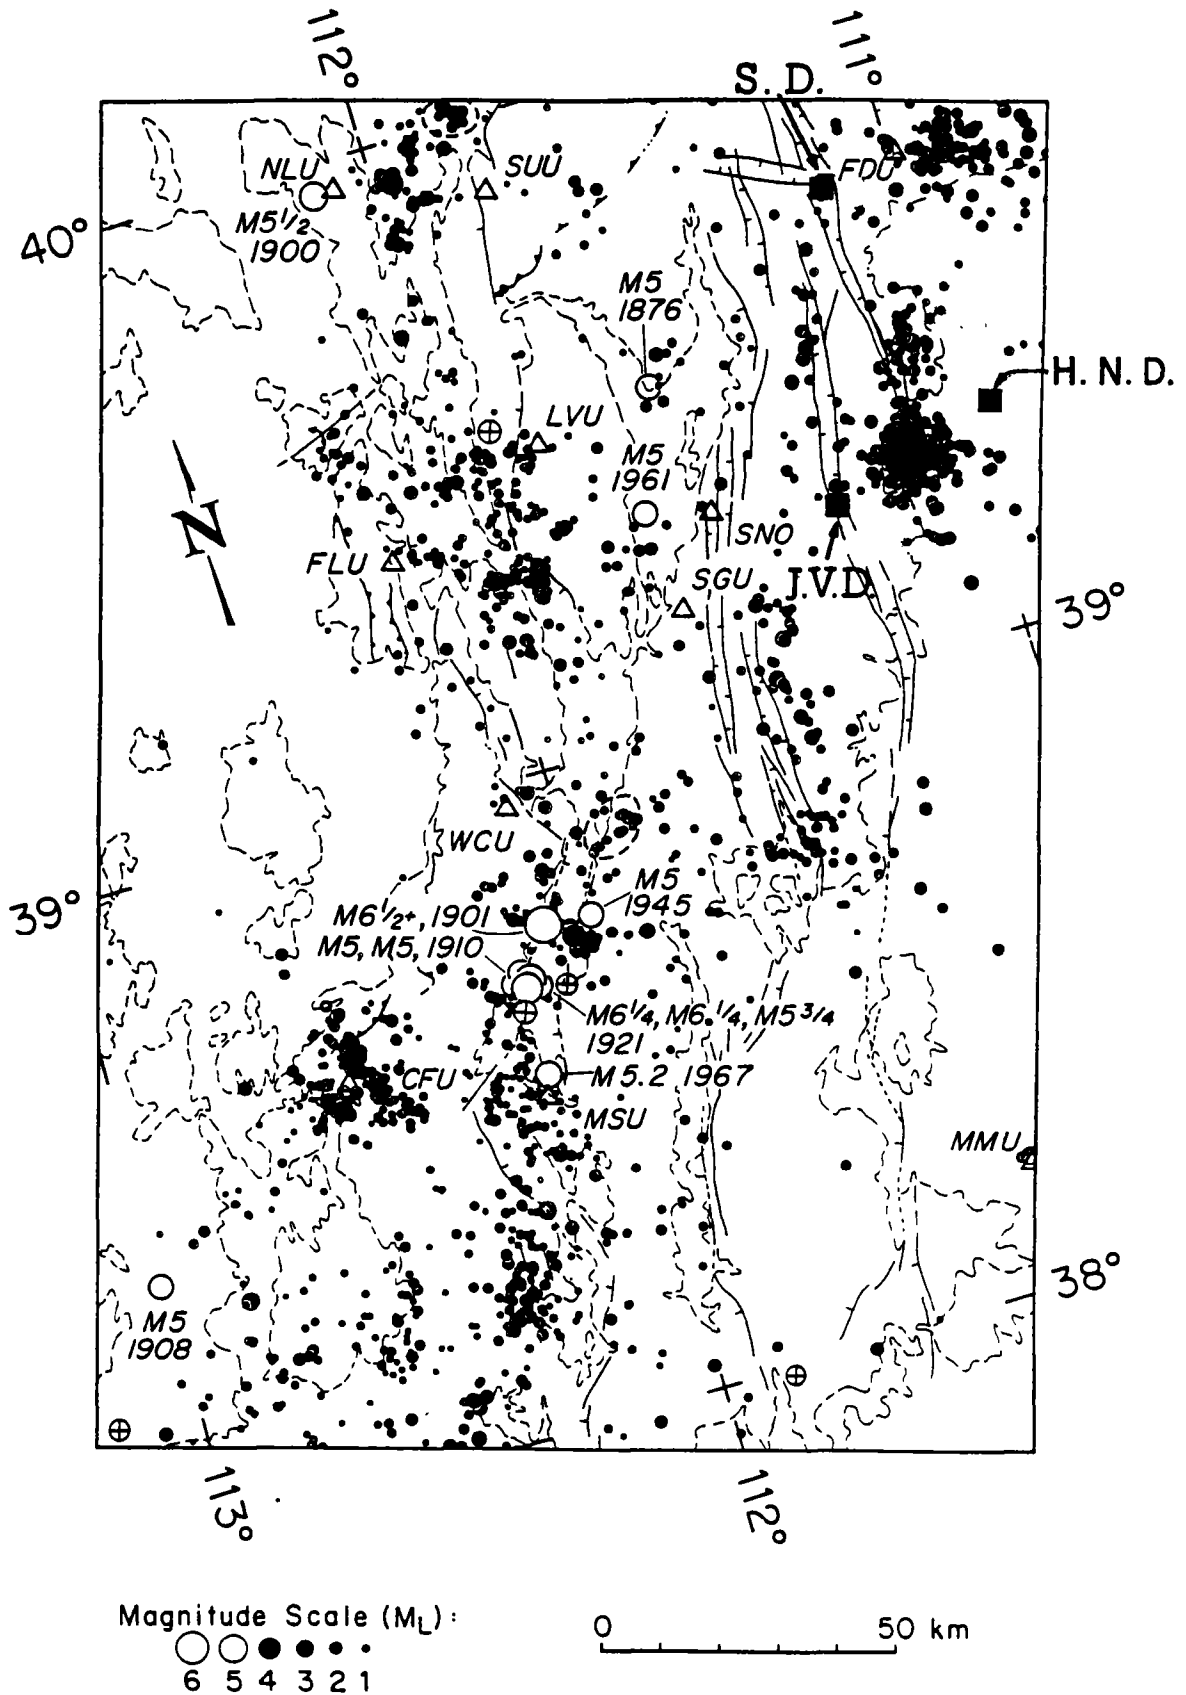 112°
111°
S. D.
NLU
SUU
FDU
M5½
1900
40°
M5
1876
H. N. D.
LVU
M5
1961
N
SNO
FLU
SGU
J.V.D.
39°
WCU
M5
1945
39°
M6½+, 1901
M5, M5, 1910
M6¼, M6¼, M5¾
1921
CFU
M5.2 1967
MSU
MMU
38°
M5
1908
113°
112°
Magnitude Scale (ML):
6 5 4 3 2 1
0 50 km